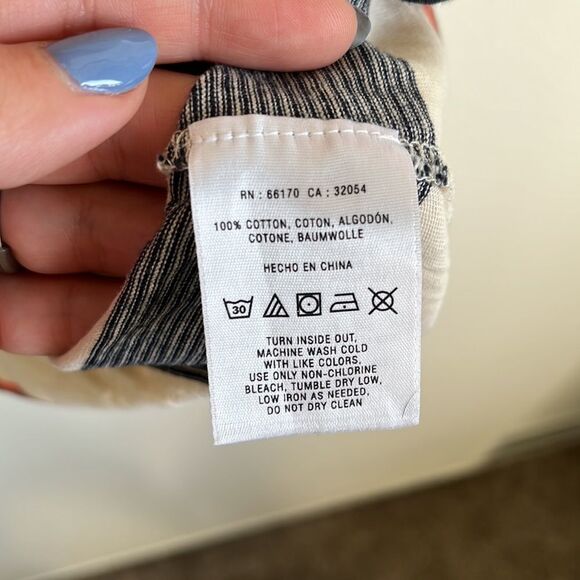 RN : 66170 CA : 32054
100% COTTON, COTON, ALGODÓN,
COTONE, BAUMWOLLE
HECHO EN CHINA
30
TURN INSIDE OUT,
MACHINE WASH COLD
WITH LIKE COLORS,
USE ONLY NON-CHLORINE
BLEACH, TUMBLE DRY LOW,
LOW IRON AS NEEDED,
DO NOT DRY CLEAN